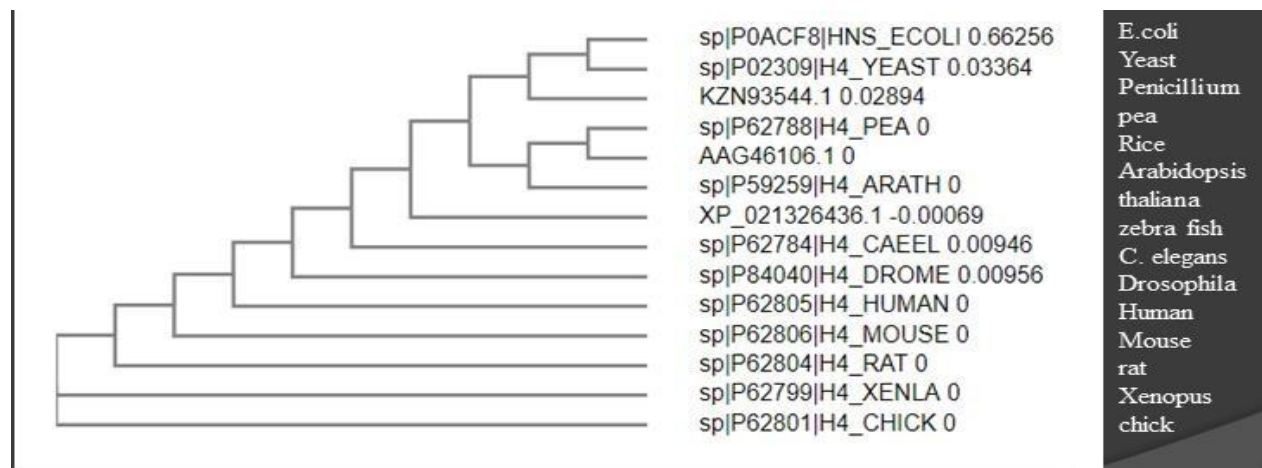 sp|P0ACF8|HNS_ECOLI 0.66256
sp|P02309|H4_YEAST 0.03364
KZN93544.1 0.02894
sp|P62788|H4_PEA 0
AAG46106.1 0
sp|P59259|H4_ARATH 0
XP_021326436.1 -0.00069
sp|P62784|H4_CAEEL 0.00946
sp|P84040|H4_DROME 0.00956
sp|P62805|H4_HUMAN 0
sp|P62806|H4_MOUSE 0
sp|P62804|H4_RAT 0
sp|P62799|H4_XENLA 0
sp|P62801|H4_CHICK 0
E.coli
Yeast
Penicillium
pea
Rice
Arabidopsis
thaliana
zebra fish
C. elegans
Drosophila
Human
Mouse
rat
Xenopus
chick